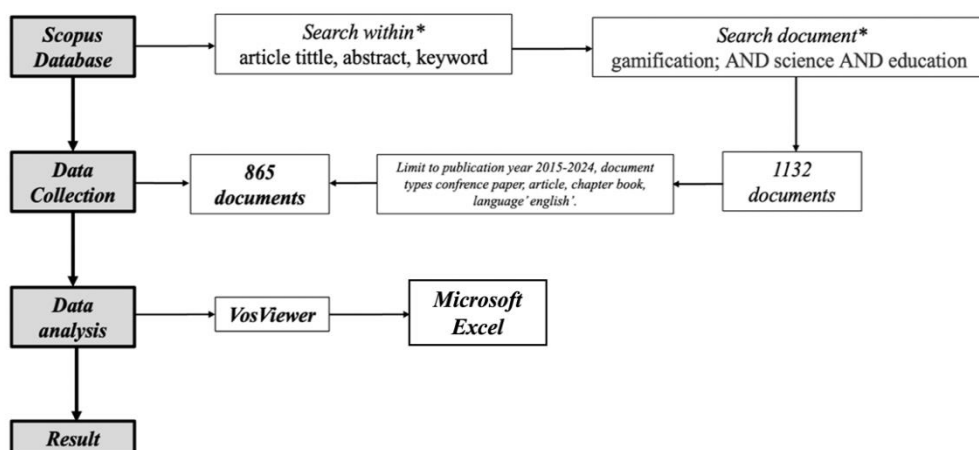 Scopus
Database
Search within*
article tittle, abstract, keyword
Search document*
gamification; AND science AND education
Data
Collection
865
documents
Limit to publication year 2015-2024, document
types confrence paper, article, chapter book,
language' english'.
1132
documents
Data
analysis
VosViewer
Microsoft
Excel
Result